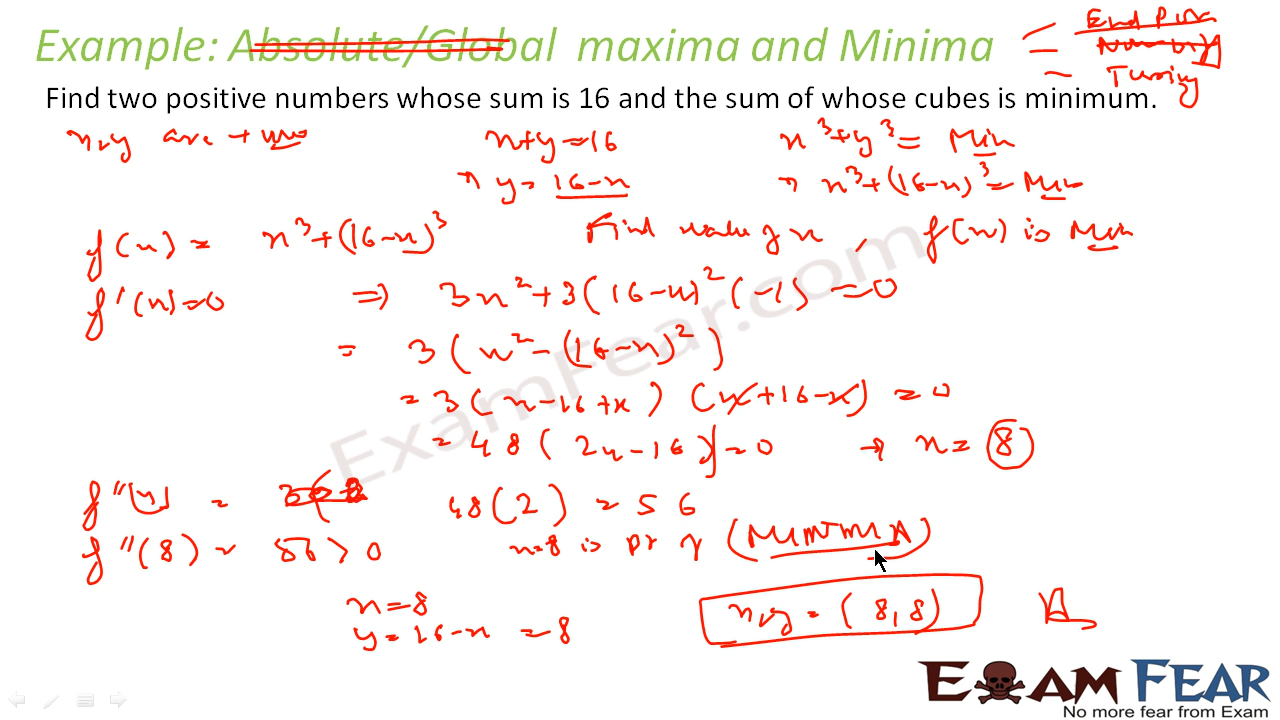 Example: Absolute/Global maxima and Minima
End
Turning
Find two positive numbers whose sum is 16 and the sum of whose cubes is minimum.
x,y are +ve x+y=16 x³+y³= Min
→ y= 16-x → x³+(16-x)³=Min
f(x)= x³+(16-x)³ Find value of x, f(x) is Min
f'(x)=0 ⇒ 3x²+3(16-x)²(-1)=0
= 3(x²-(16-x)²)
= 3(x-16+x) (x+16-x) = 0
= 48(2x-16)=0 → x= 8
f''(x) = 48(2) = 56
f''(8) = 56>0 x=8 is pt of (MINIMA)
x=8
y=16-x =8
x,y = (8,8)
ExamFear.com
EXAM FEAR
No more fear from Exam